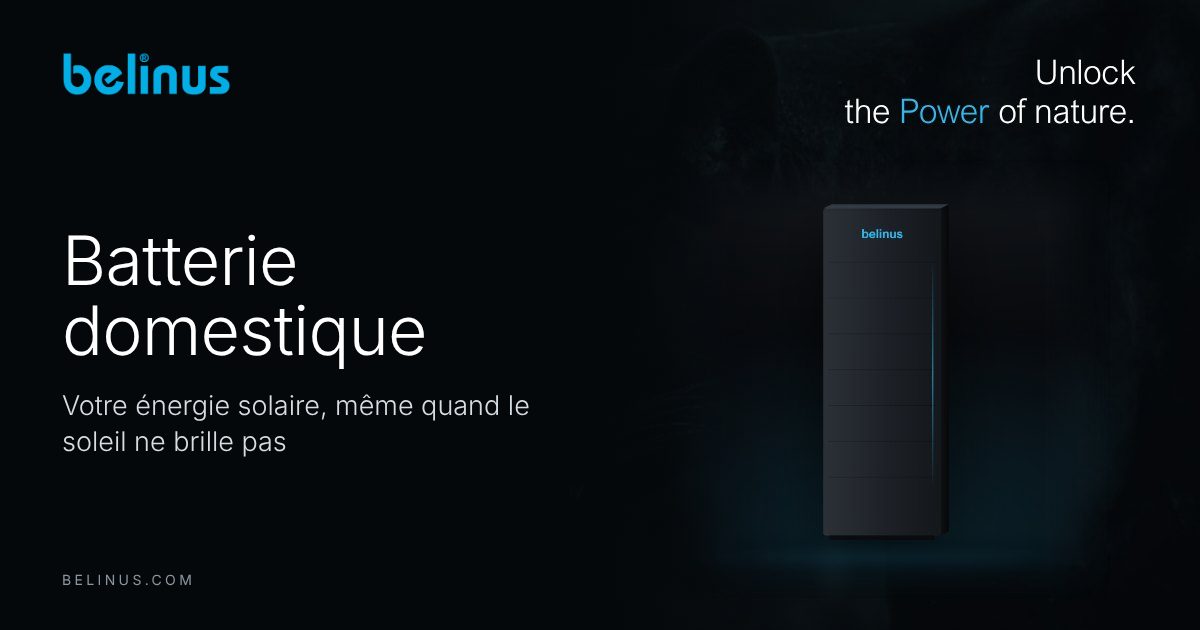 belinus®
Unlock
the Power of nature.
belinus
Batterie
domestique
Votre énergie solaire, même quand le
soleil ne brille pas
BELINUS.COM